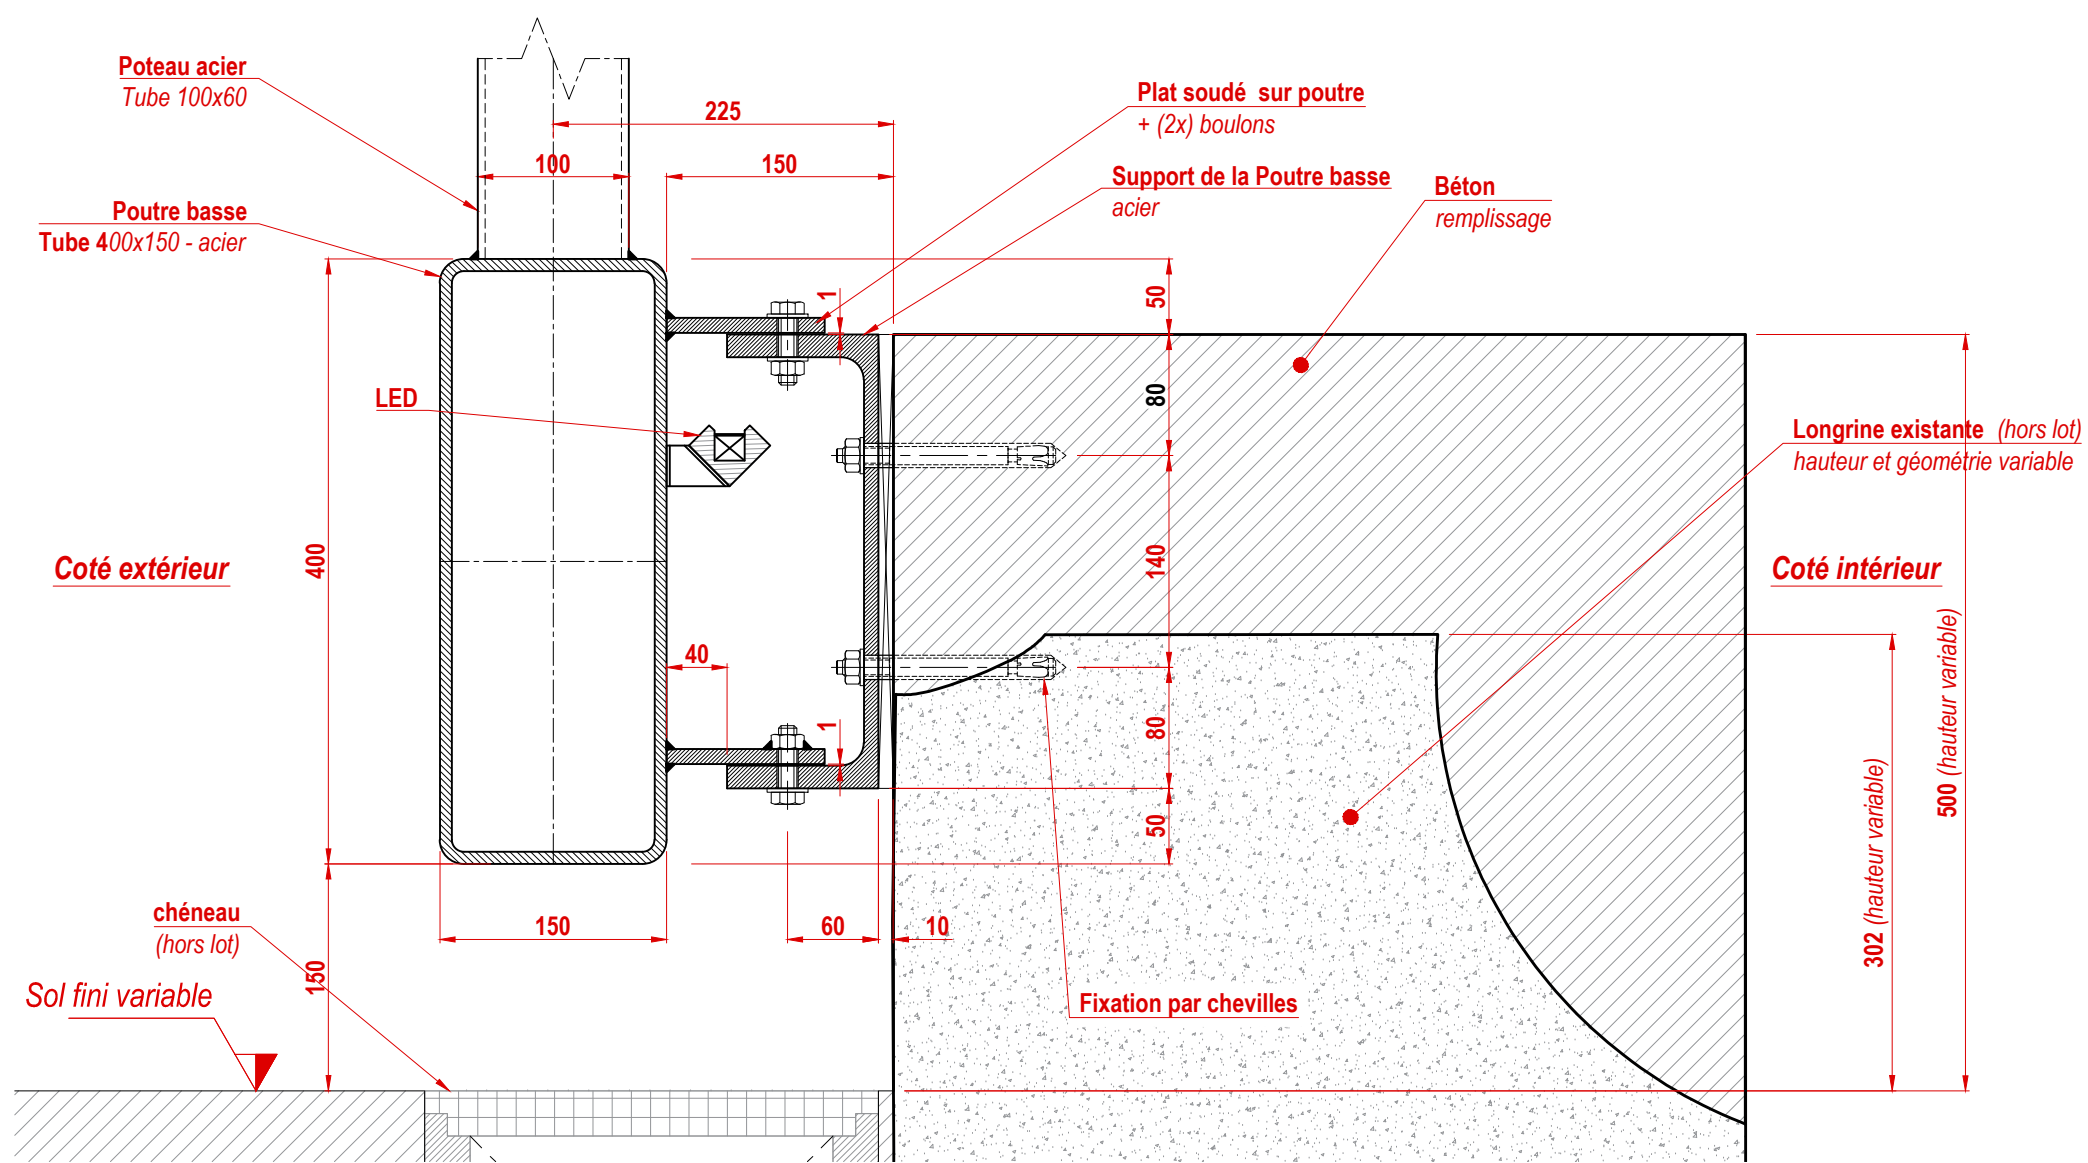 Poteau acier
Tube 100x60
Plat soudé  sur poutre
+ (2x) boulons
225
100
150
Support de la Poutre basse
acier
Béton
remplissage
Poutre basse
Tube 400x150 - acier
1
50
80
LED
Longrine existante (hors lot)
hauteur et géométrie variable
Coté extérieur
400
140
Coté intérieur
40
1
80
50
500 (hauteur variable)
302 (hauteur variable)
chéneau
(hors lot)
150
60
10
150
Sol fini variable
Fixation par chevilles